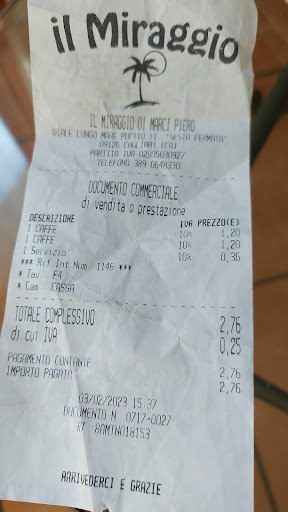 il Miraggio
IL MIRAGGIO DI MARCI PIERO
VIALE LUNGO MARE POETTO 11 "SESTA FERMATA"
09126 CAGLIARI (CA)
PARTITA IVA 02805030927
TELEFONO 389 0648330
DOCUMENTO COMMERCIALE
di vendita o prestazione
DESCRIZIONE IVA PREZZO(€)
1 CAFFE 10% 1,20
1 CAFFE 10% 1,20
1 Servizio 10% 0,36
*** Rif Int Num 1146 ***
* Tav F4
* Cam CASSA
TOTALE COMPLESSIVO 2,76
di cui IVA 0,25
PAGAMENTO CONTANTE 2,76
IMPORTO PAGATO 2,76
03/02/2023 15:37
DOCUMENTO N 0717-0027
RT 8AMTN018153
ARRIVEDERCI E GRAZIE